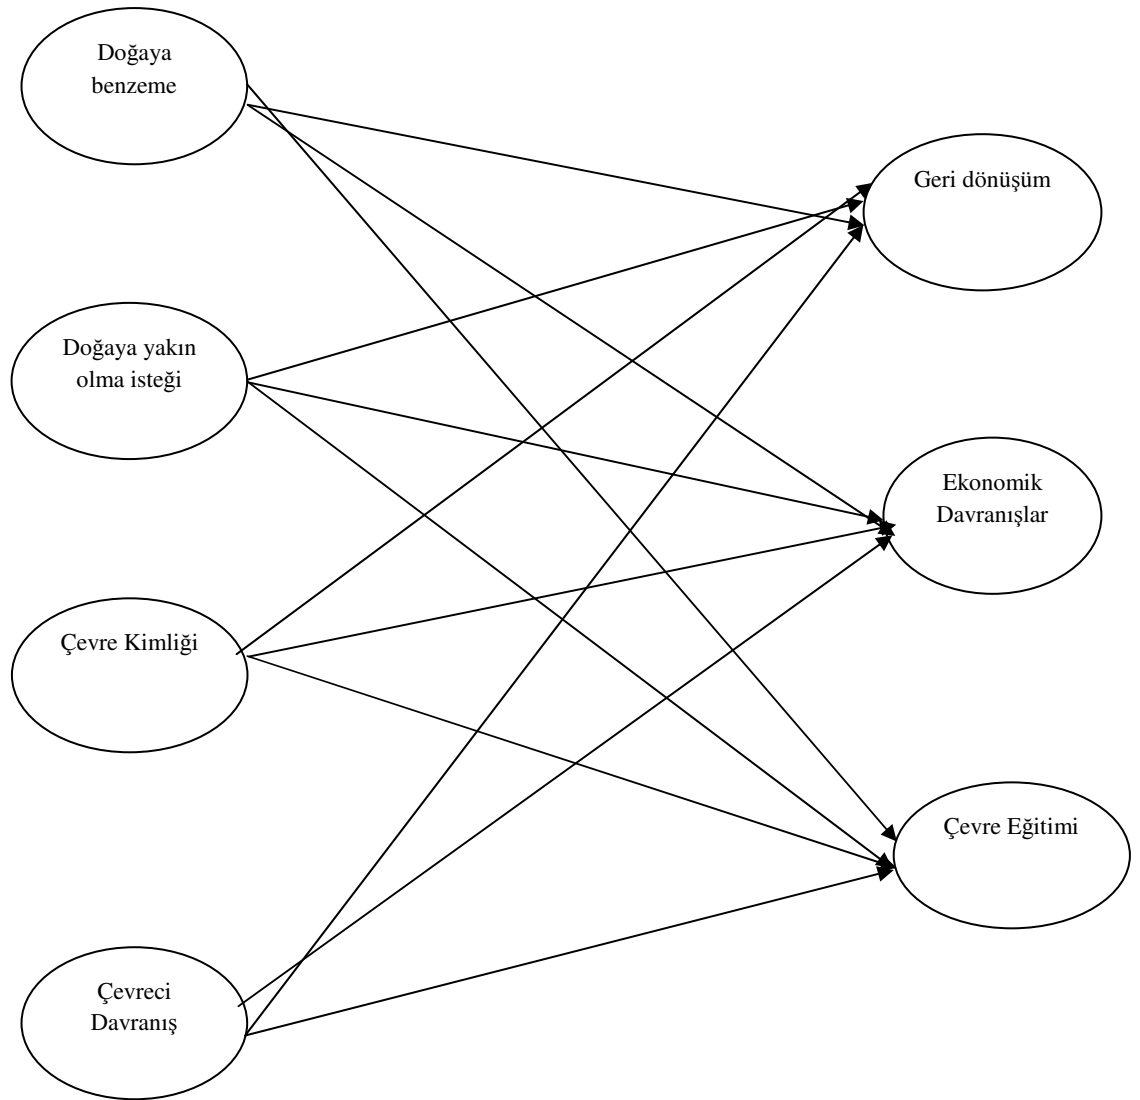 Doğaya
benzeme
Geri dönüşüm
Doğaya yakın
olma isteği
Ekonomik
Davranışlar
Çevre Kimliği
Çevre Eğitimi
Çevreci
Davranış